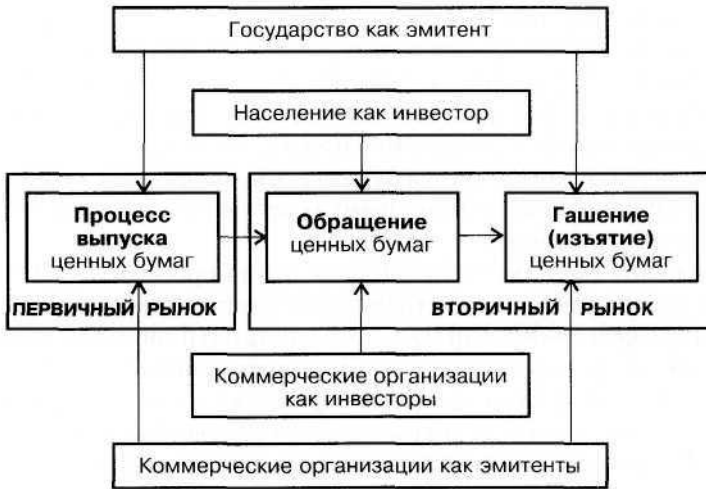 Государство как эмитент
Население как инвестор
Процесс
выпуска
ценных бумаг
Обращение
ценных бумаг
Гашение
(изъятие)
ценных бумаг
ПЕРВИЧНЫЙ РЫНОК
ВТОРИЧНЫЙ РЫНОК
Коммерческие организации
как инвесторы
Коммерческие организации как эмитенты